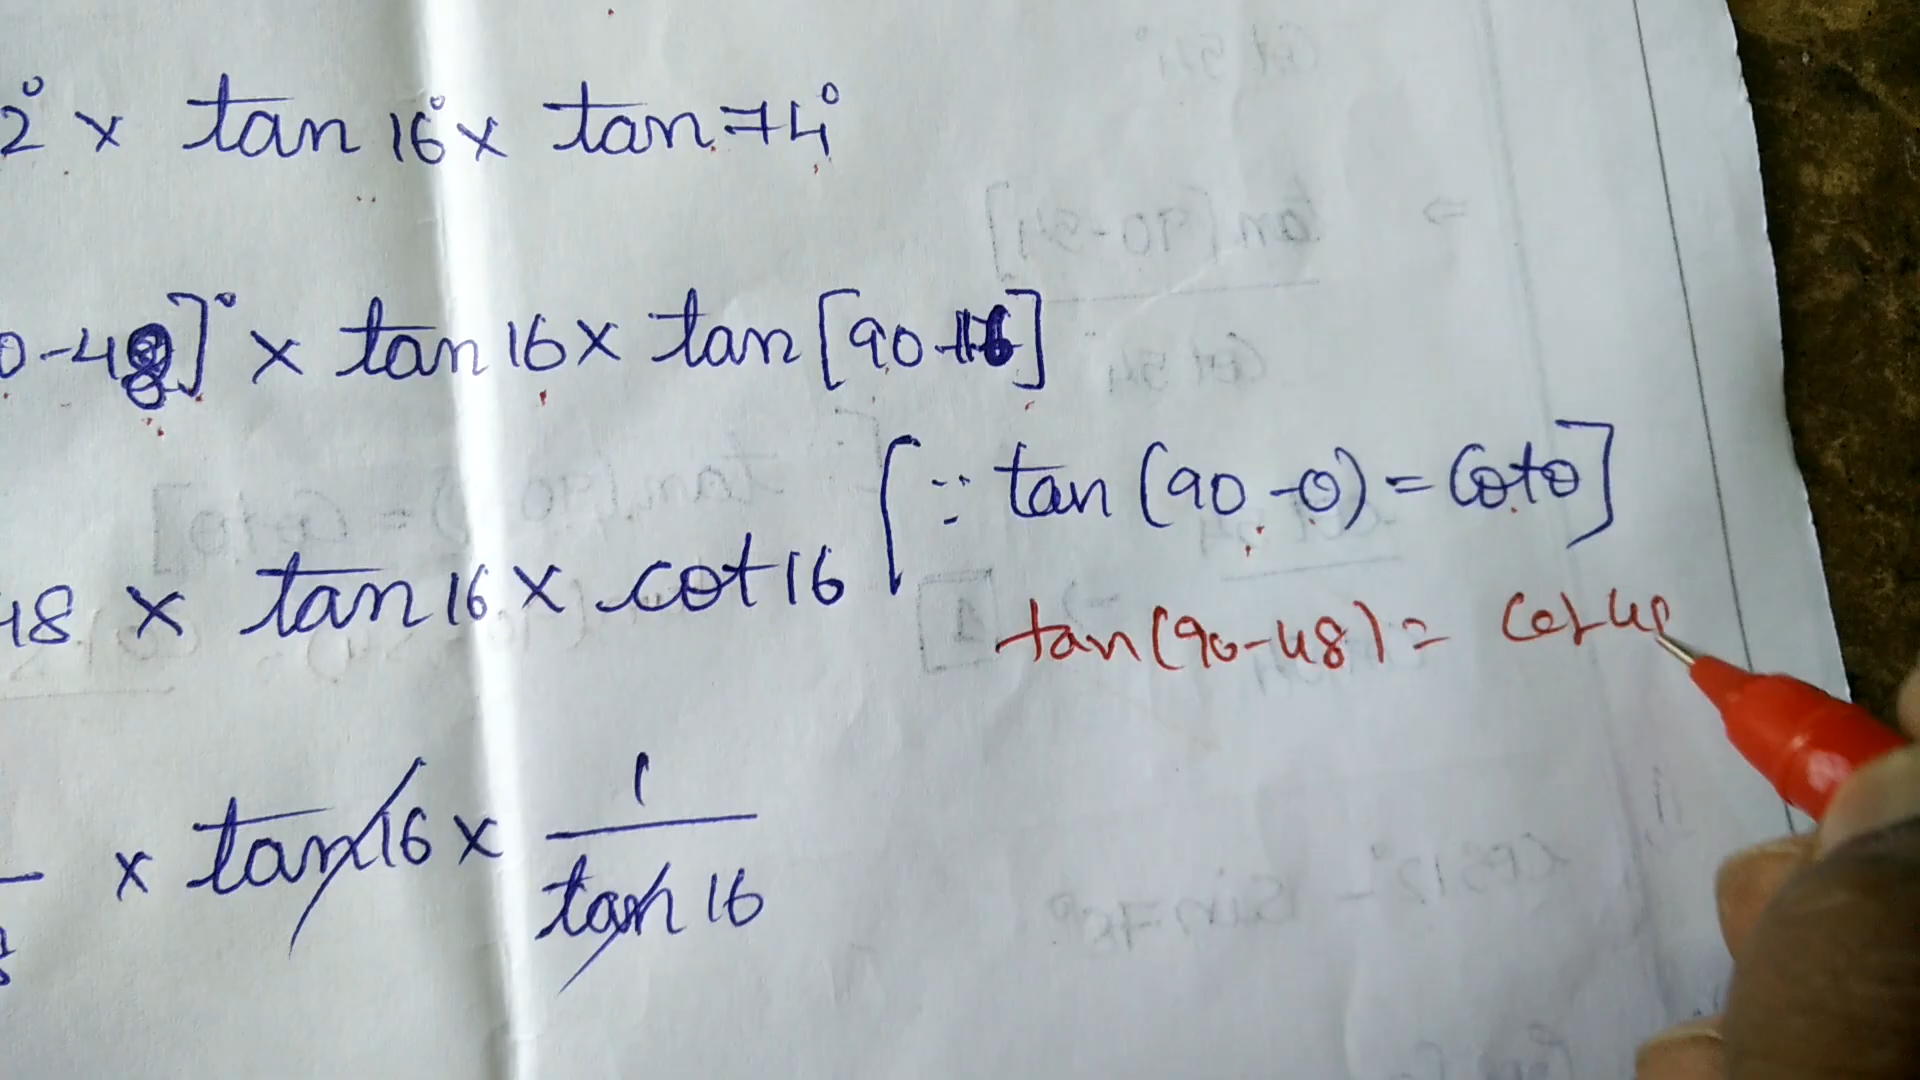 2° × tan 16° × tan 74°
0-48]° × tan 16 × tan [90-16]
[∵ tan (90-θ) = Cotθ]
48 × tan 16 × cot 16
tan (90-48) = Cot 48
× tan 16 × 1
tan 16